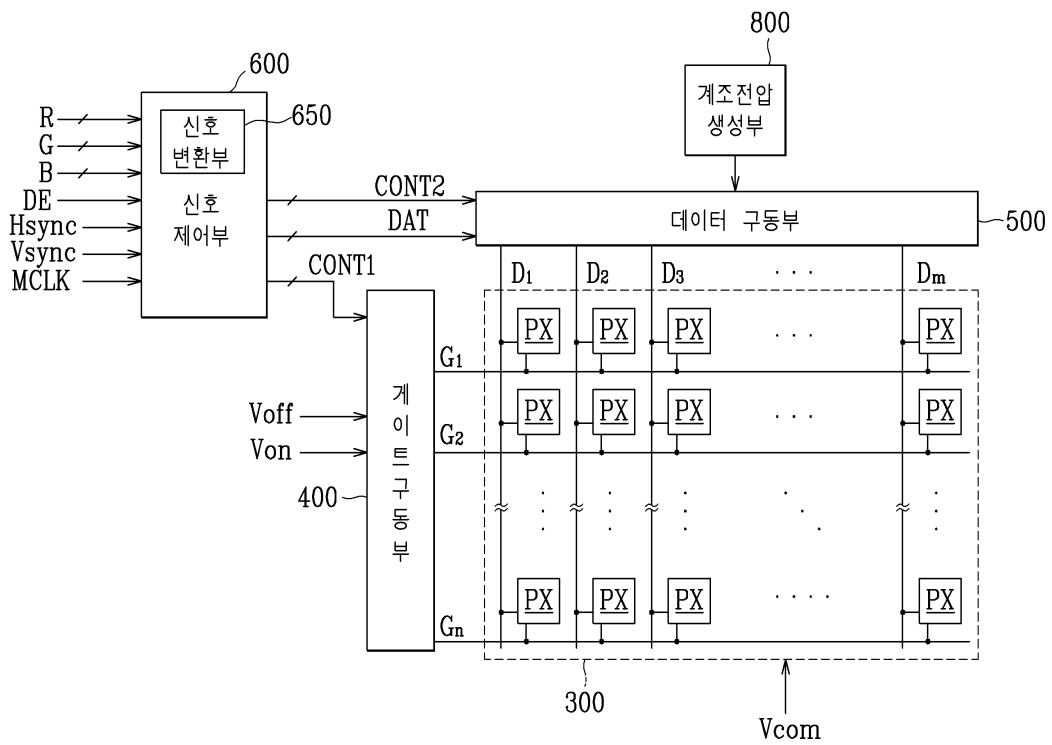 800
600
계조전압
생성부
R
G
B
DE
Hsync
Vsync
MCLK
신호
변환부
650
신호
제어부
CONT2
DAT
CONT1
데이터 구동부
500
D1 D2 D3 · · · Dm
PX PX PX · · · PX
G1
PX PX PX · · · PX
G2
Voff
Von
400
게이트 구동부
PX PX PX · · · · PX
Gn
300
Vcom